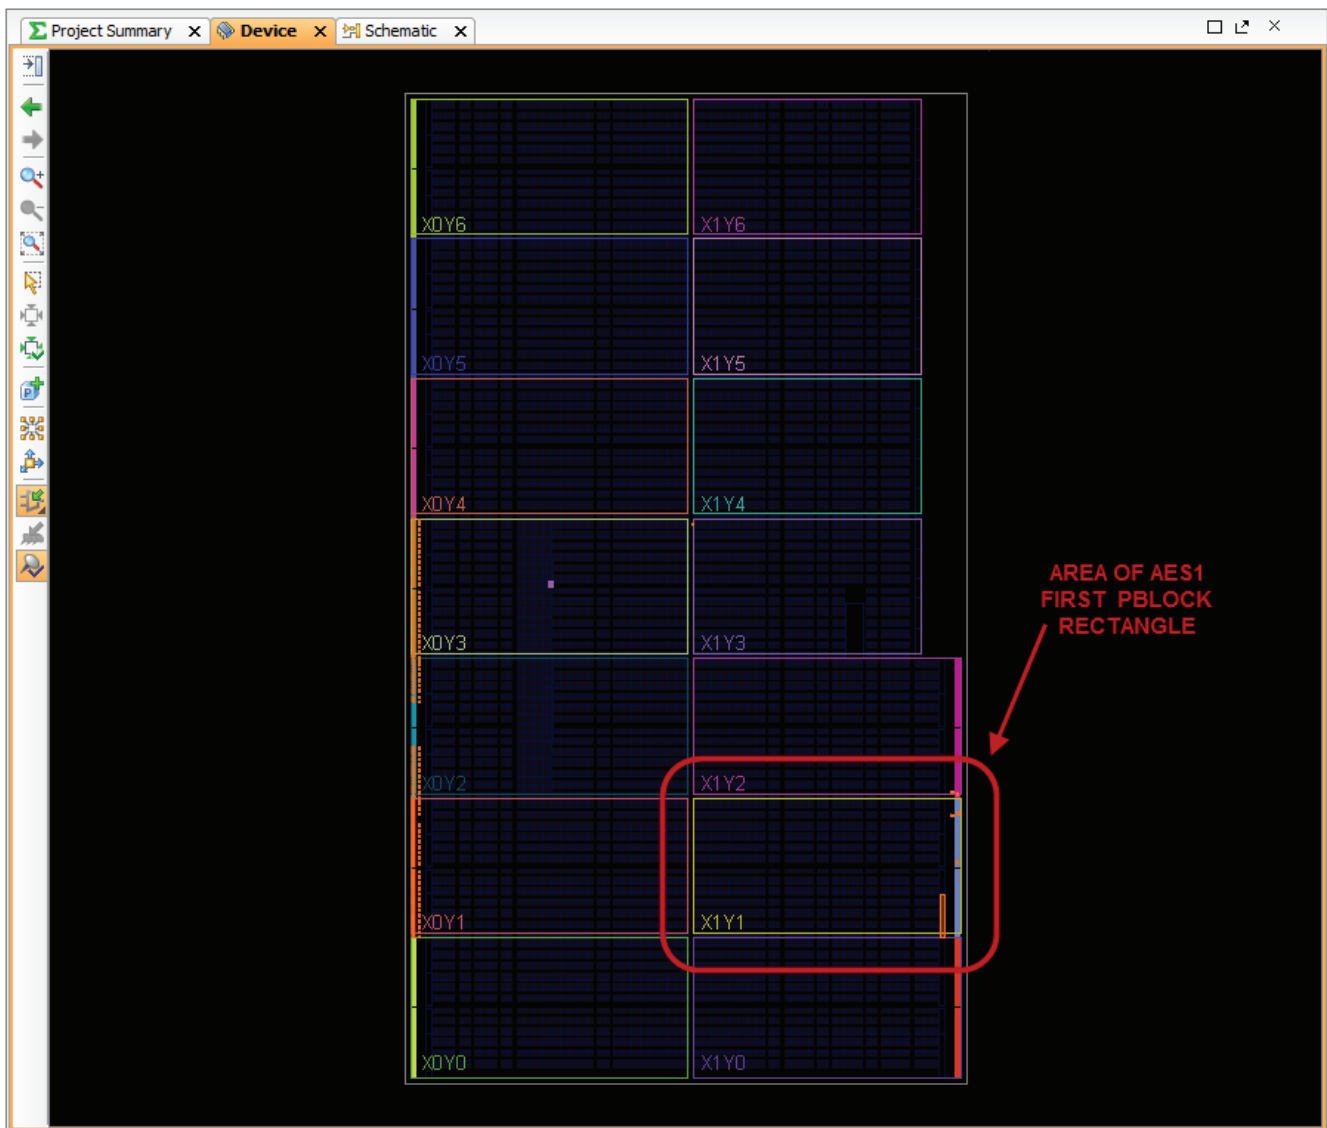 Project Summary
Device
Schematic
X0Y6
X1Y6
X0Y5
X1Y5
X0Y4
X1Y4
AREA OF AES1
FIRST PBLOCK
RECTANGLE
X0Y3
X1Y3
X0Y2
X1Y2
X0Y1
X1Y1
X0Y0
X1Y0